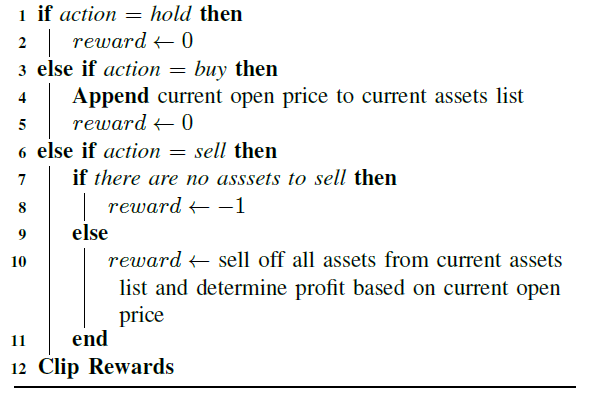 1 if action = hold then
2 reward ← 0
3 else if action = buy then
4 Append current open price to current assets list
5 reward ← 0
6 else if action = sell then
7 if there are no asssets to sell then
8 reward ← −1
9 else
10 reward ← sell off all assets from current assets
list and determine profit based on current open
price
11 end
12 Clip Rewards